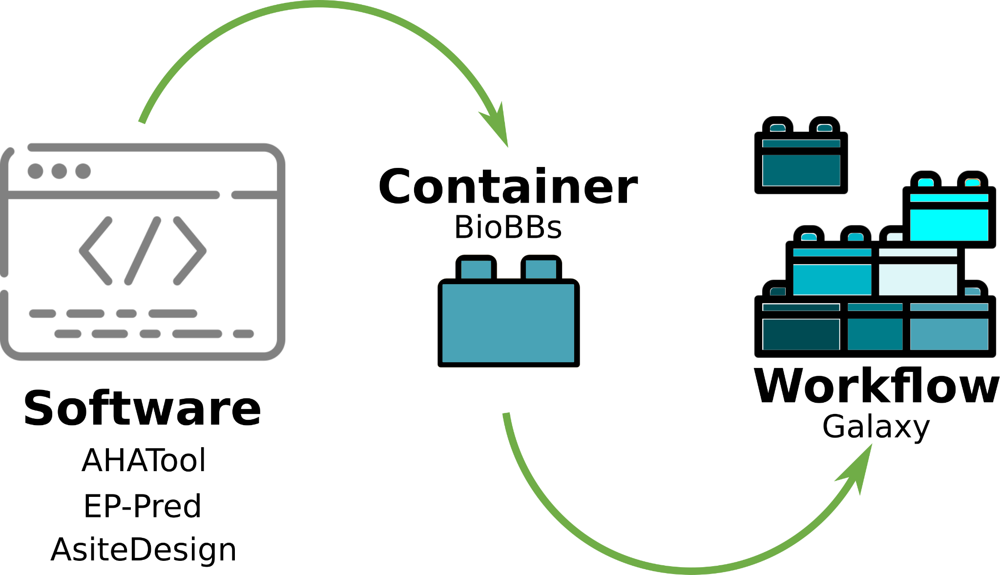 Software
AHATool
EP-Pred
AsiteDesign
Container
BioBBs
Workflow
Galaxy